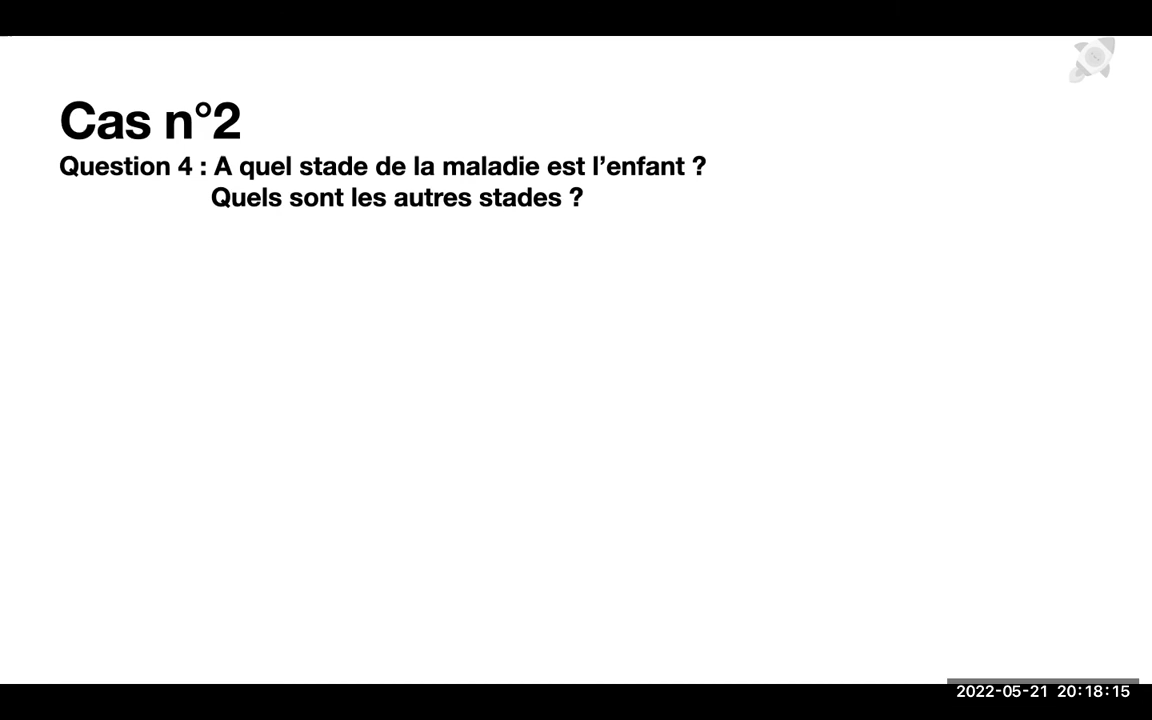 Cas n°2
Question 4 : A quel stade de la maladie est l’enfant ?
Quels sont les autres stades ?
2022-05-21 20:18:15